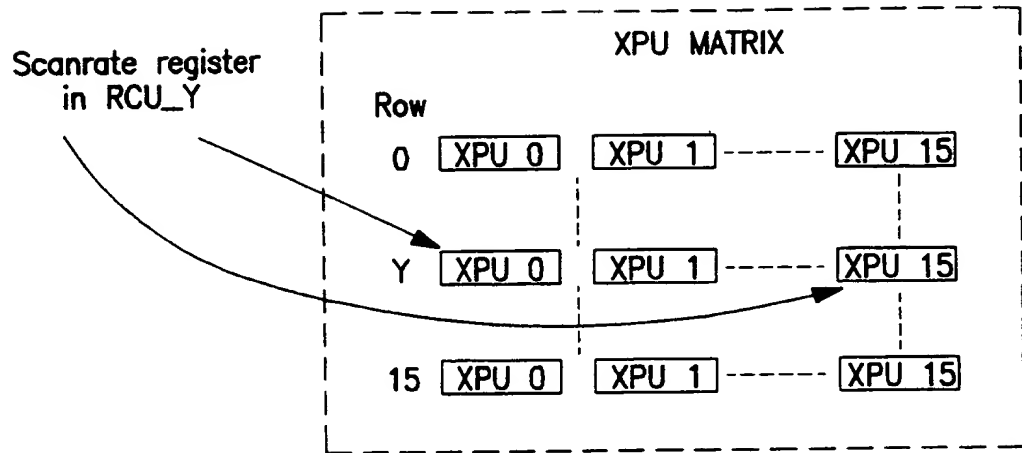 XPU MATRIX
Scanrate register
in RCU_Y
Row
0 XPU 0 XPU 1 XPU 15
Y XPU 0 XPU 1 XPU 15
15 XPU 0 XPU 1 XPU 15